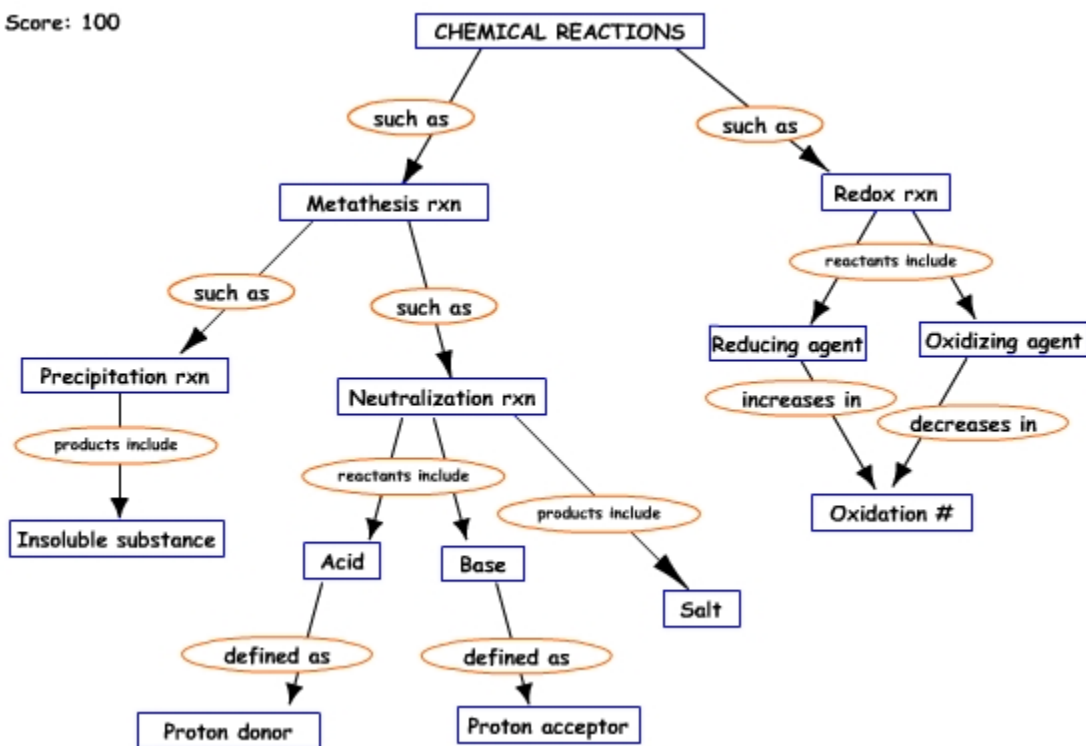 Score: 100
CHEMICAL REACTIONS
such as
such as
Metathesis rxn
Redox rxn
reactants include
such as
such as
Reducing agent
Oxidizing agent
Precipitation rxn
Neutralization rxn
increases in
decreases in
products include
reactants include
products include
Oxidation #
Insoluble substance
Acid
Base
Salt
defined as
defined as
Proton donor
Proton acceptor